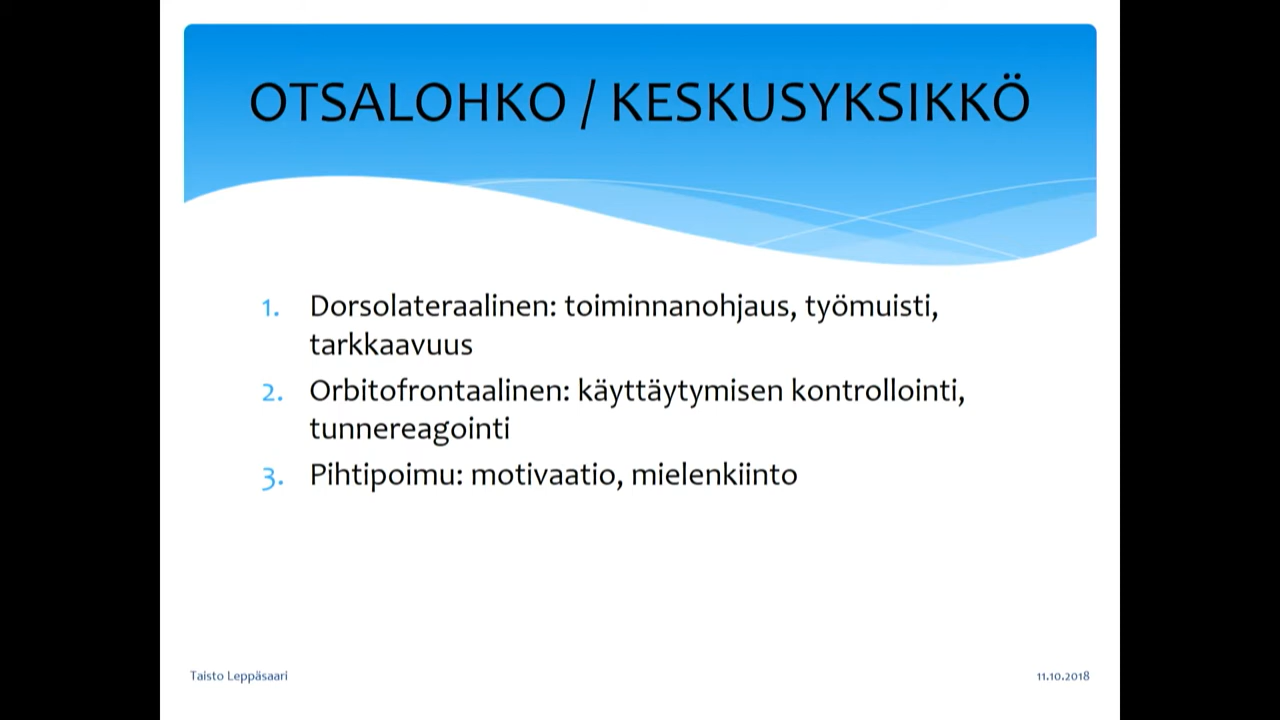 OTSALOHKO / KESKUSYKSIKKÖ
1. Dorsolateraalinen: toiminnanohjaus, työmuisti,
tarkkaavuus
2. Orbitofrontaalinen: käyttäytymisen kontrollointi,
tunnereagointi
3. Pihtipoimu: motivaatio, mielenkiinto
Taisto Leppäsaari
11.10.2018